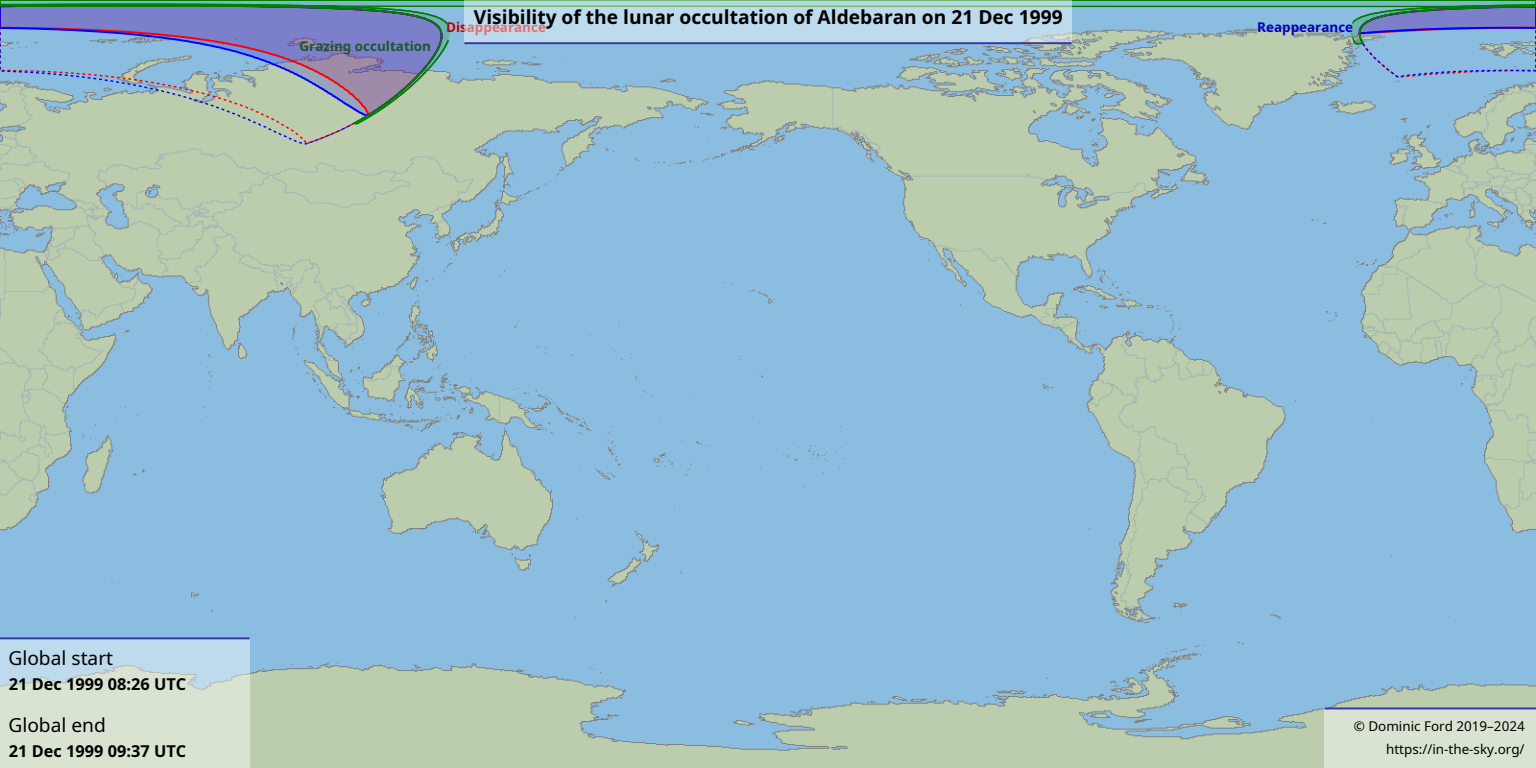 Visibility of the lunar occultation of Aldebaran on 21 Dec 1999
Disappearance
Reappearance
Grazing occultation
Global start
21 Dec 1999 08:26 UTC
Global end
21 Dec 1999 09:37 UTC
© Dominic Ford 2019–2024
https://in-the-sky.org/